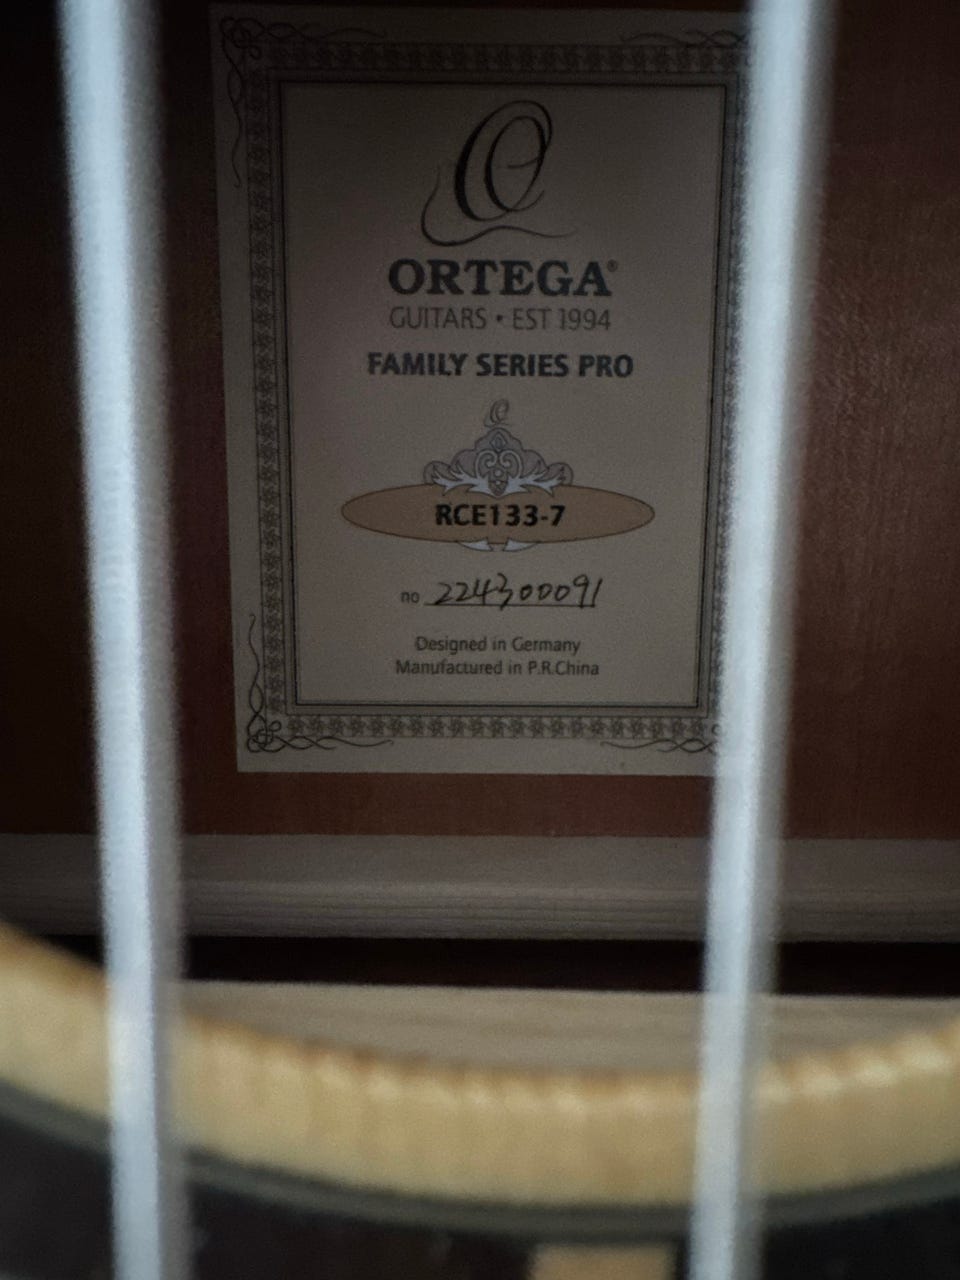 ORTEGA®
GUITARS • EST 1994
FAMILY SERIES PRO
RCE133-7
no 224300091
Designed in Germany
Manufactured in P.R.China